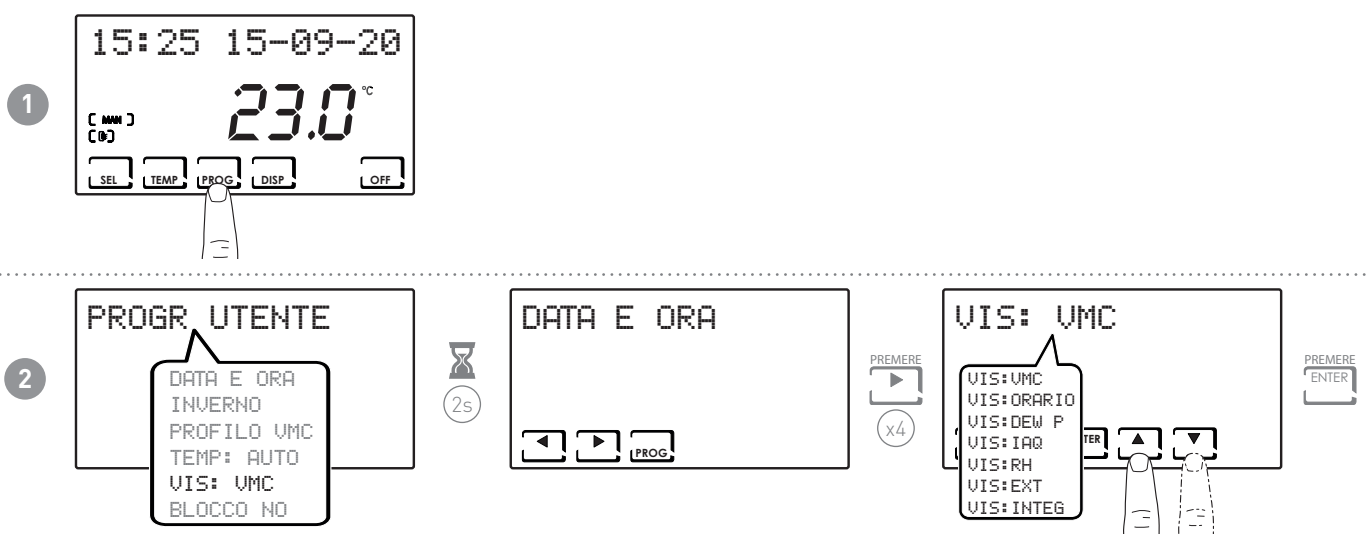 15:25 15-09-20
1
23.0 °C
[ MAN ]
SEL TEMP PROG DISP OFF
2
PROGR UTENTE
DATA E ORA
INVERNO
PROFILO VMC
TEMP: AUTO
VIS: VMC
BLOCCO NO
2s
DATA E ORA
PROG
PREMERE
x4
VIS: VMC
VIS:VMC
VIS:ORARIO
VIS:DEW P
VIS:IAQ
VIS:RH
VIS:EXT
VIS:INTEG
TER
PREMERE
ENTER